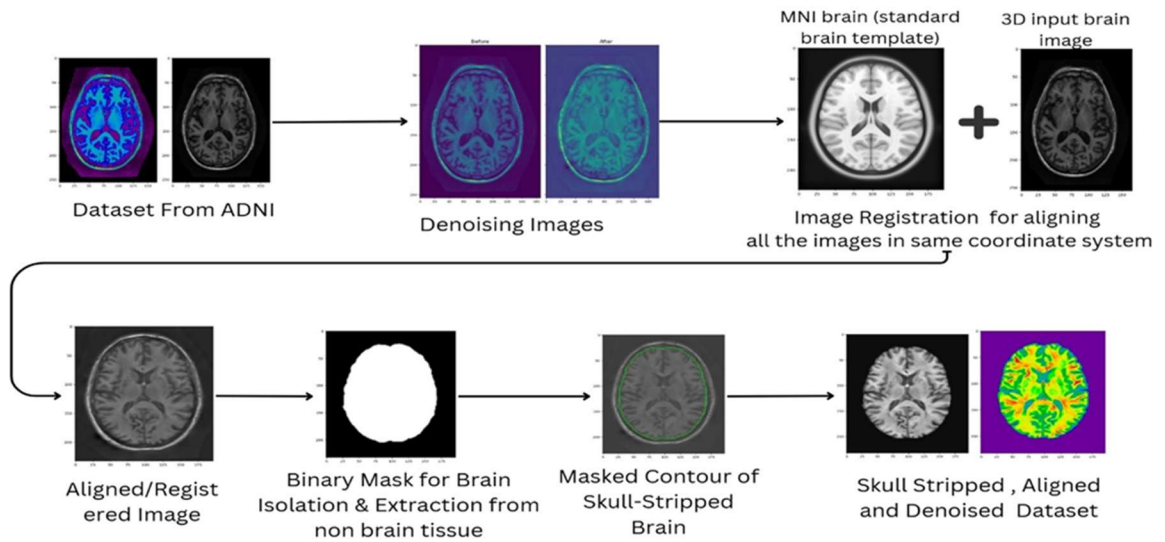 MNI brain (standard
brain template)
3D input brain
image
Before
After
Dataset From ADNI
Denoising Images
Image Registration for aligning
all the images in same coordinate system
Aligned/Regist
ered Image
Binary Mask for Brain
Isolation & Extraction from
non brain tissue
Masked Contour of
Skull-Stripped
Brain
Skull Stripped , Aligned
and Denoised Dataset